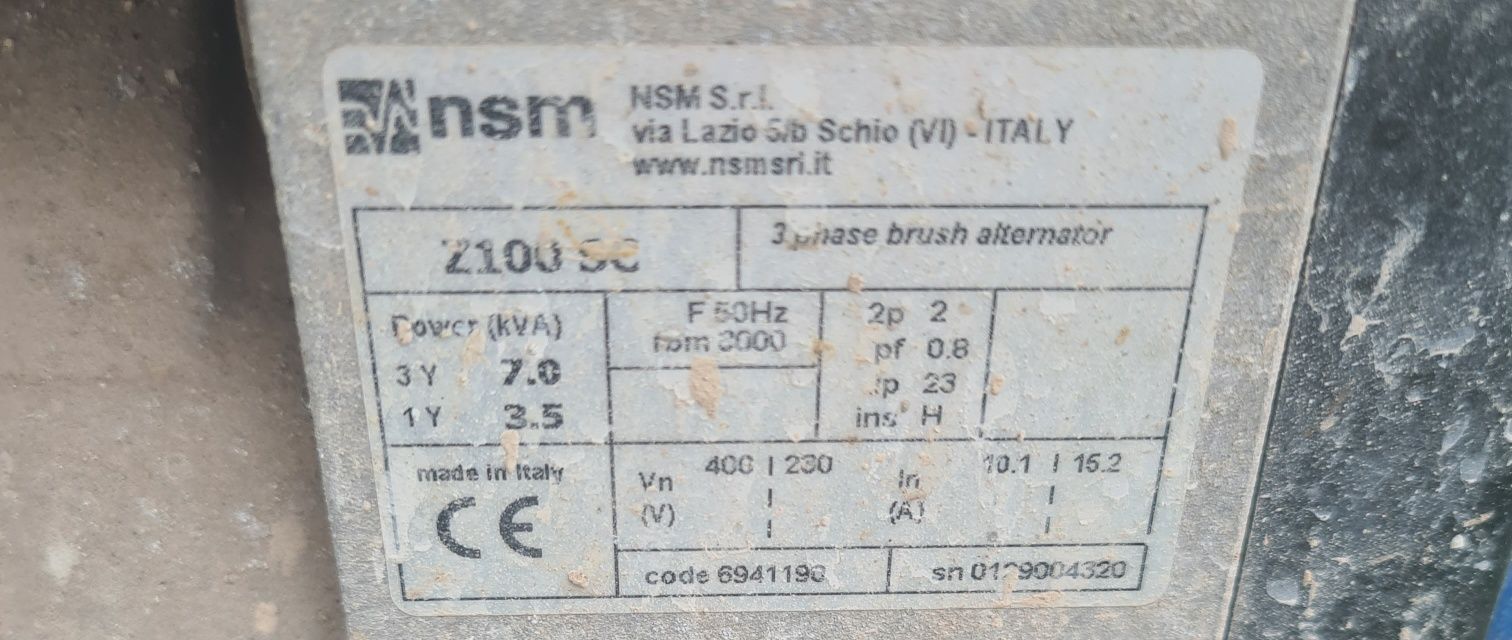 nsm
NSM S.r.l.
via Lazio 5/b Schio (VI) - ITALY
www.nsmsrl.it
Z100 SC
3 phase brush alternator
Power (kVA)
3 Y 7.0
1 Y 3.5
F 50Hz
rpm 3000
2p 2
pf 0.8
ip 23
ins H
made in Italy
CE
Vn 400 | 230
(V)
In 10.1 | 15.2
(A)
code
sn